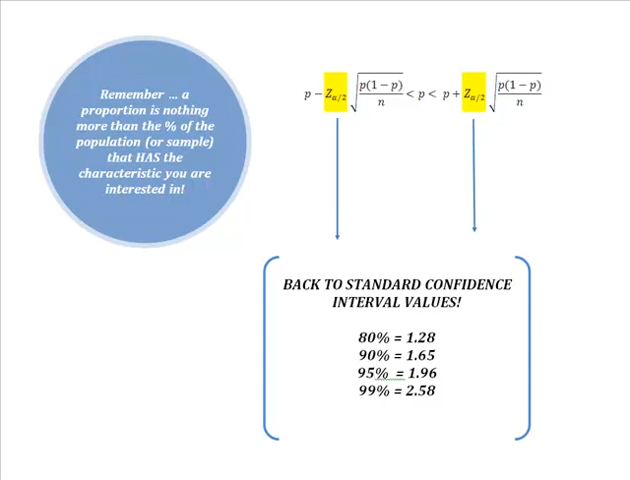 Remember ... a
proportion is nothing
more than the % of the
population (or sample)
that HAS the
characteristic you are
interested in!
p − Zα/2 √(p(1−p)/n) < p < p + Zα/2 √(p(1−p)/n)
BACK TO STANDARD CONFIDENCE
INTERVAL VALUES!
80% = 1.28
90% = 1.65
95% = 1.96
99% = 2.58